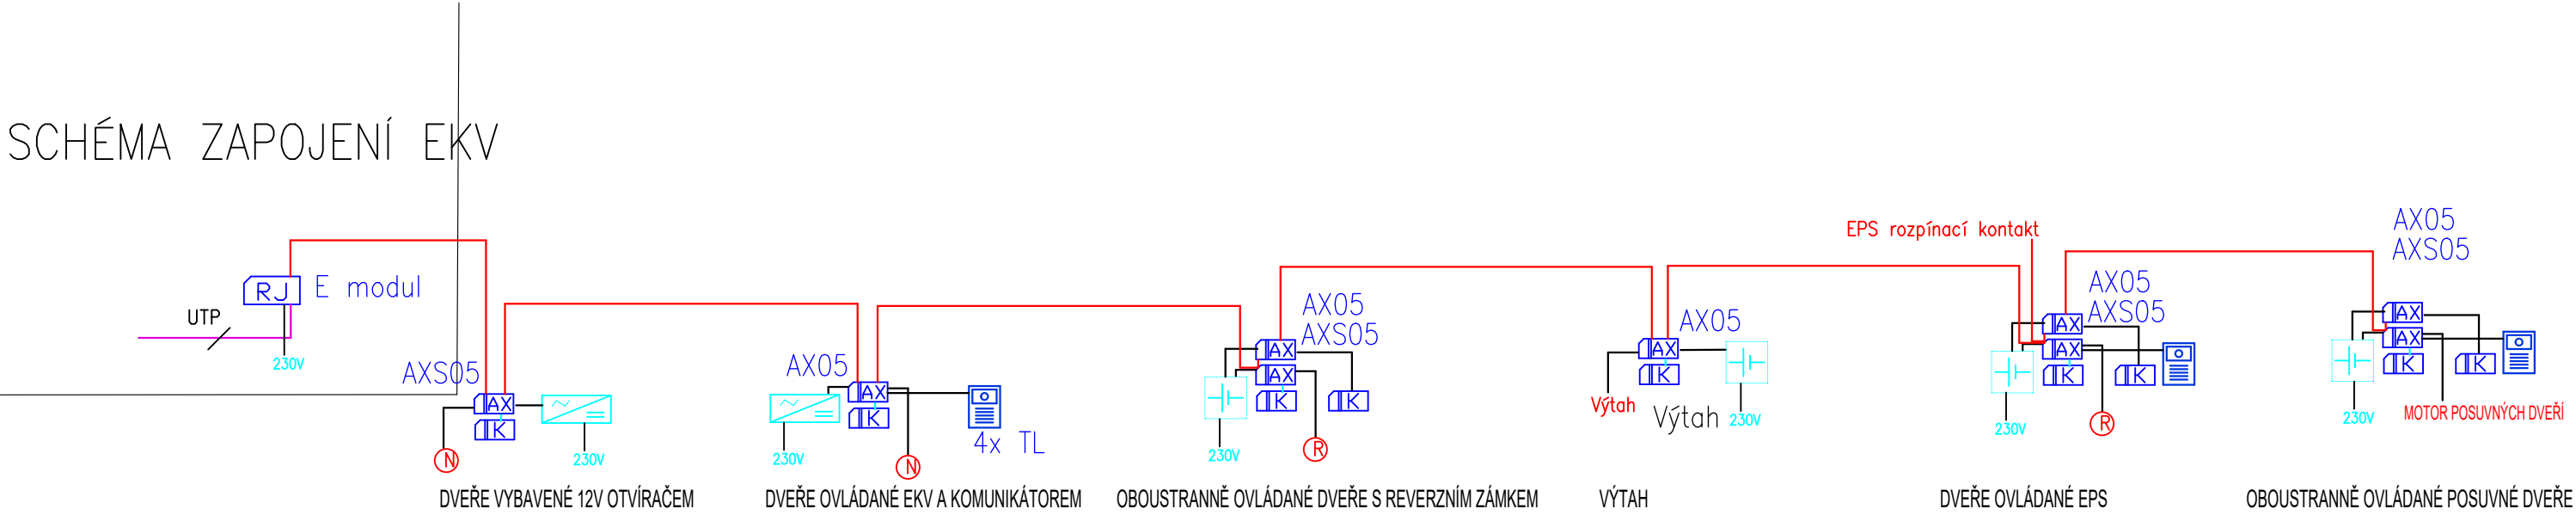 SCHÉMA ZAPOJENÍ EKV
RJ
E modul
UTP
230V
AXS05
AX
K
N
230V
DVEŘE VYBAVENÉ 12V OTVÍRAČEM
AX05
AX
K
230V
N
4x TL
DVEŘE OVLÁDANÉ EKV A KOMUNIKÁTOREM
AX05
AXS05
AX
AX
K
K
230V
R
OBOUSTRANNĚ OVLÁDANÉ DVEŘE S REVERZNÍM ZÁMKEM
AX05
AX
K
Výtah
Výtah
230V
VÝTAH
EPS rozpínací kontakt
AX05
AXS05
AX
AX
K
K
230V
R
DVEŘE OVLÁDANÉ EPS
AX05
AXS05
AX
AX
K
K
230V
MOTOR POSUVNÝCH DVEŘÍ
OBOUSTRANNĚ OVLÁDANÉ POSUVNÉ DVEŘE